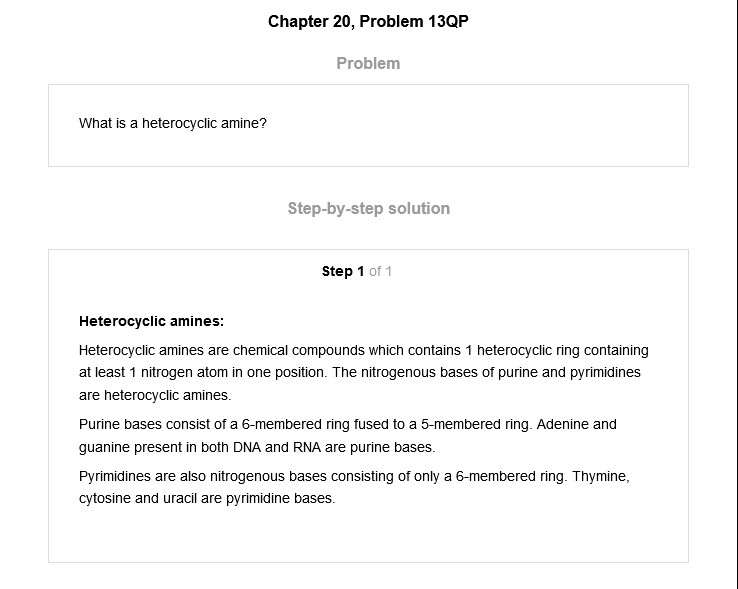 Chapter 20, Problem 13QP
Problem
What is a heterocyclic amine?
Step-by-step solution
Step 1 of 1
Heterocyclic amines:
Heterocyclic amines are chemical compounds which contains 1 heterocyclic ring containing
at least 1 nitrogen atom in one position. The nitrogenous bases of purine and pyrimidines
are heterocyclic amines.
Purine bases consist of a 6-membered ring fused to a 5-membered ring. Adenine and
guanine present in both DNA and RNA are purine bases.
Pyrimidines are also nitrogenous bases consisting of only a 6-membered ring. Thymine,
cytosine and uracil are pyrimidine bases.